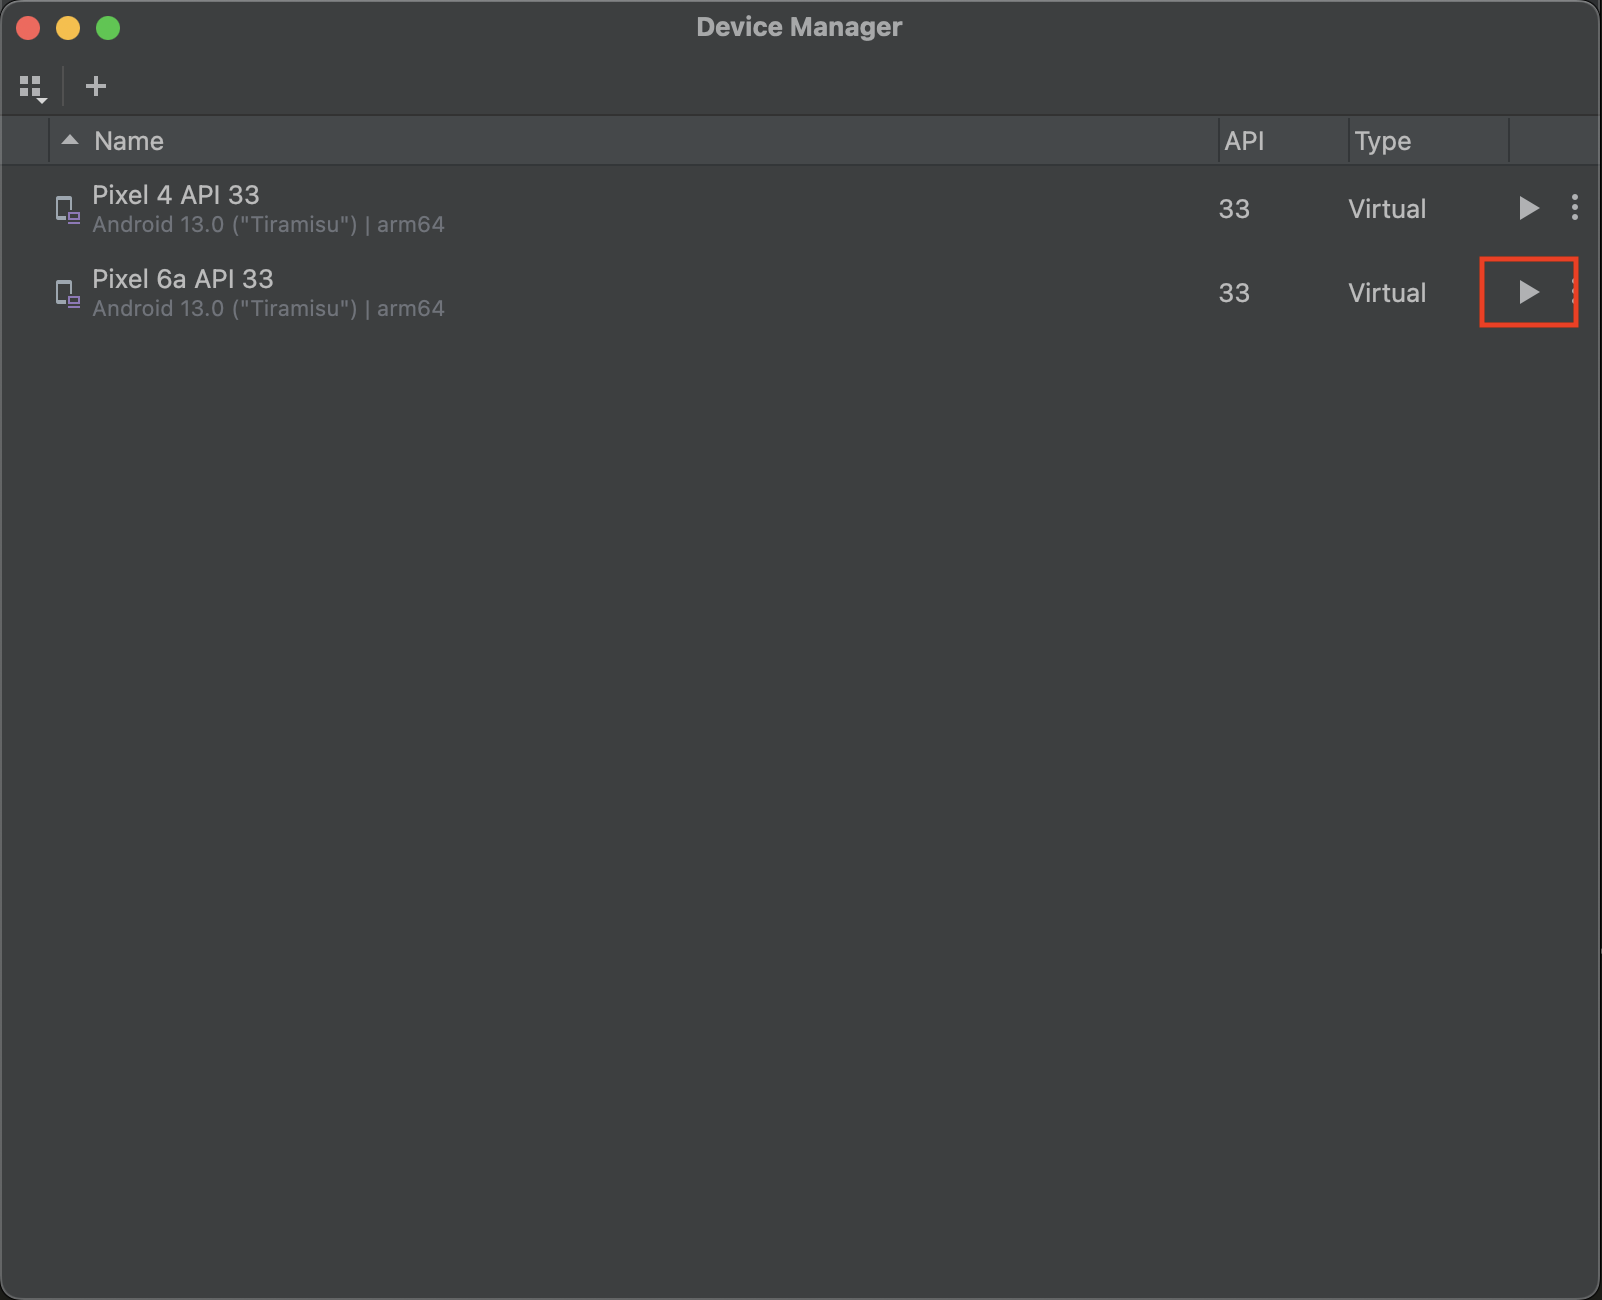 Device Manager
Name API Type
Pixel 4 API 33
Android 13.0 ("Tiramisu") | arm64
33 Virtual
Pixel 6a API 33
Android 13.0 ("Tiramisu") | arm64
33 Virtual